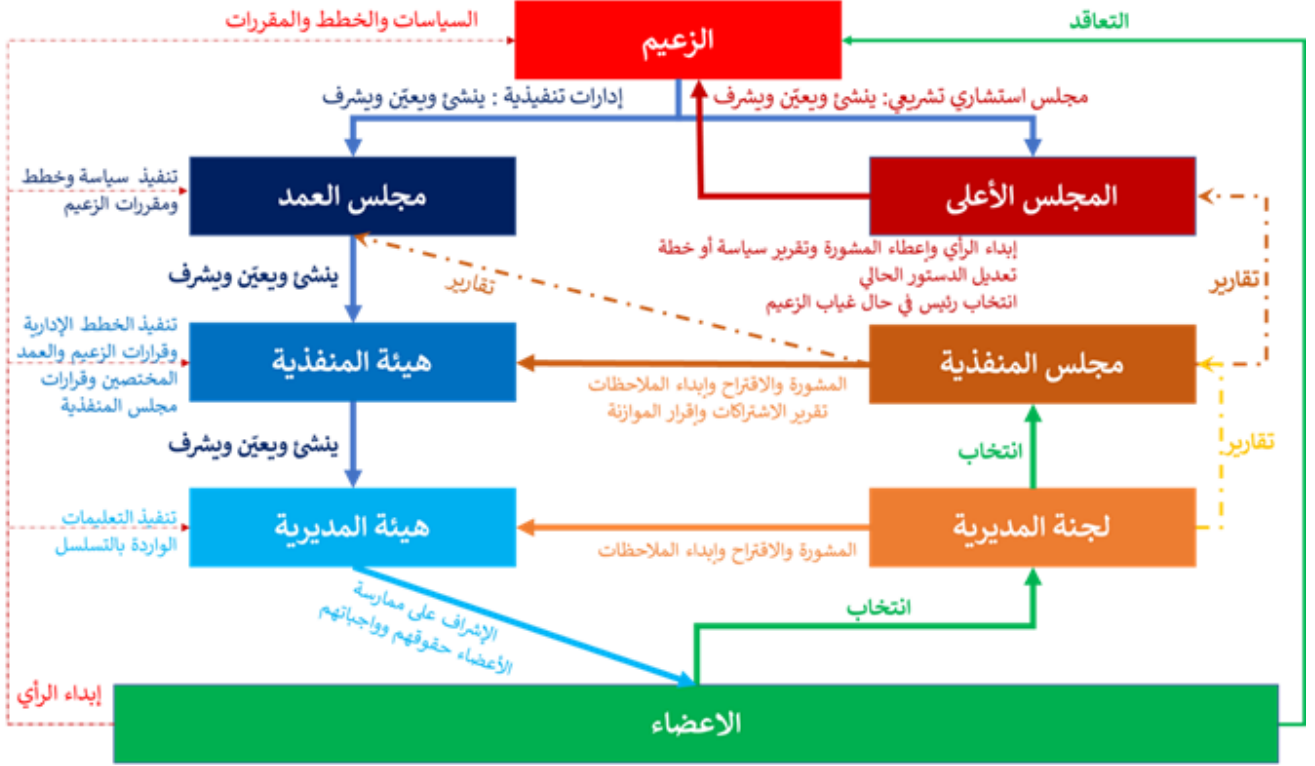 التعاقد
الزعيم
السياسات والخطط والمقررات
مجلس استشاري تشريعي: ينشئ ويعيّن ويشرف
إدارات تنفيذية : ينشئ ويعيّن ويشرف
المجلس الأعلى
مجلس العمد
تنفيذ سياسة وخطط
ومقررات الزعيم
إبداء الرأي وإعطاء المشورة وتقرير سياسة أو خطة
تعديل الدستور الحالي
انتخاب رئيس في حال غياب الزعيم
تقارير
تقارير
ينشئ ويعيّن ويشرف
مجلس المنفذية
هيئة المنفذية
تنفيذ الخطط الإدارية
وقرارات الزعيم والعمد
المختصين وقرارات
مجلس المنفذية
المشورة والاقتراح وإبداء الملاحظات
تقرير الاشتراكات وإقرار الموازنة
تقارير
انتخاب
ينشئ ويعيّن ويشرف
لجنة المديرية
هيئة المديرية
تنفيذ التعليمات
الواردة بالتسلسل
المشورة والاقتراح وإبداء الملاحظات
انتخاب
الإشراف على ممارسة
الأعضاء حقوقهم وواجباتهم
إبداء الرأي
الاعضاء